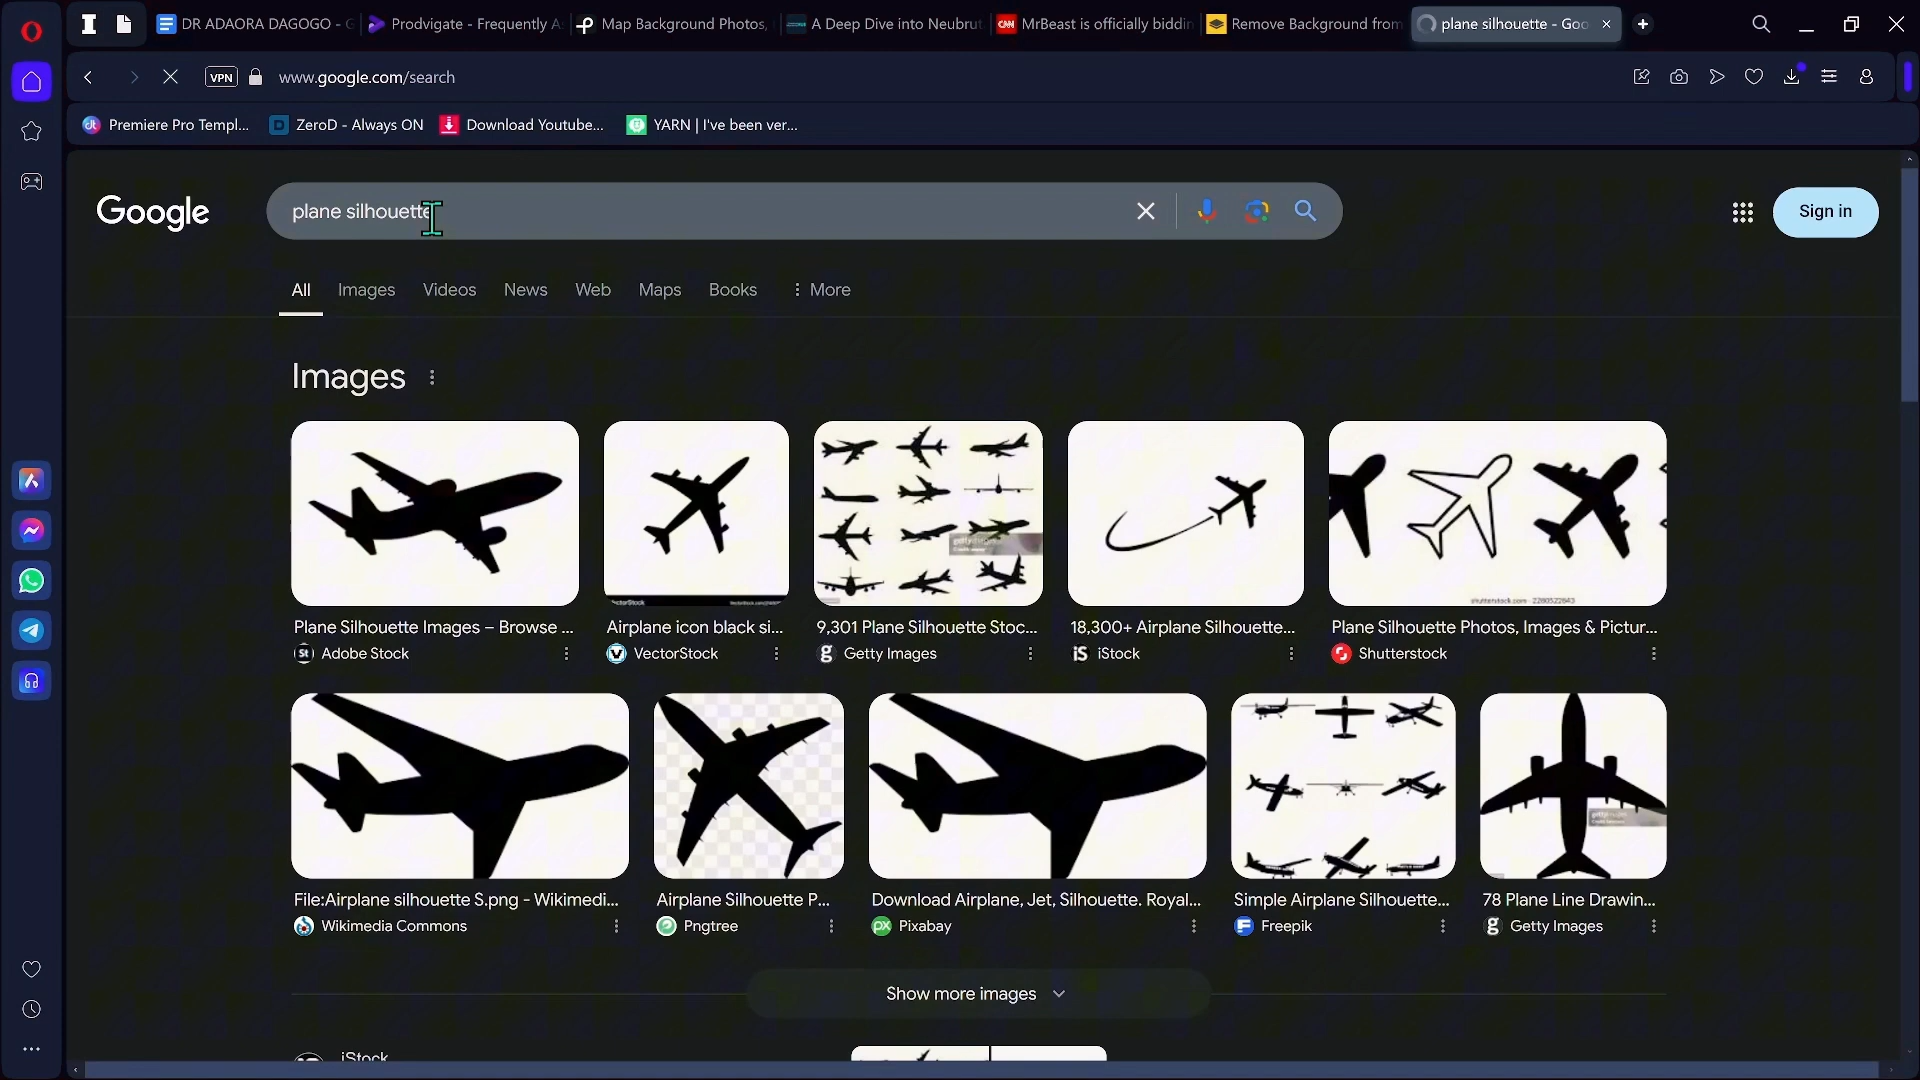 DR ADAORA DAGOGO - G
Prodvigate - Frequently A
Map Background Photos,
A Deep Dive into Neubrut
CNN
MrBeast is officially biddin
Remove Background from
plane silhouette - Goo
VPN
www.google.com/search
Premiere Pro Templ...
ZeroD - Always ON
Download Youtube...
YARN | I've been ver...
Google
plane silhouette
Sign in
All
Images
Videos
News
Web
Maps
Books
More
Images
Plane Silhouette Images – Browse ...
Airplane icon black si...
9,301 Plane Silhouette Stoc...
18,300+ Airplane Silhouette...
Plane Silhouette Photos, Images & Pictur...
St Adobe Stock
VectorStock
Getty Images
iS iStock
Shutterstock
File:Airplane silhouette S.png - Wikimedi...
Airplane Silhouette P...
Download Airplane, Jet, Silhouette. Royal...
Simple Airplane Silhouette...
78 Plane Line Drawin...
Wikimedia Commons
Pngtree
px Pixabay
Freepik
Getty Images
Show more images
iStock